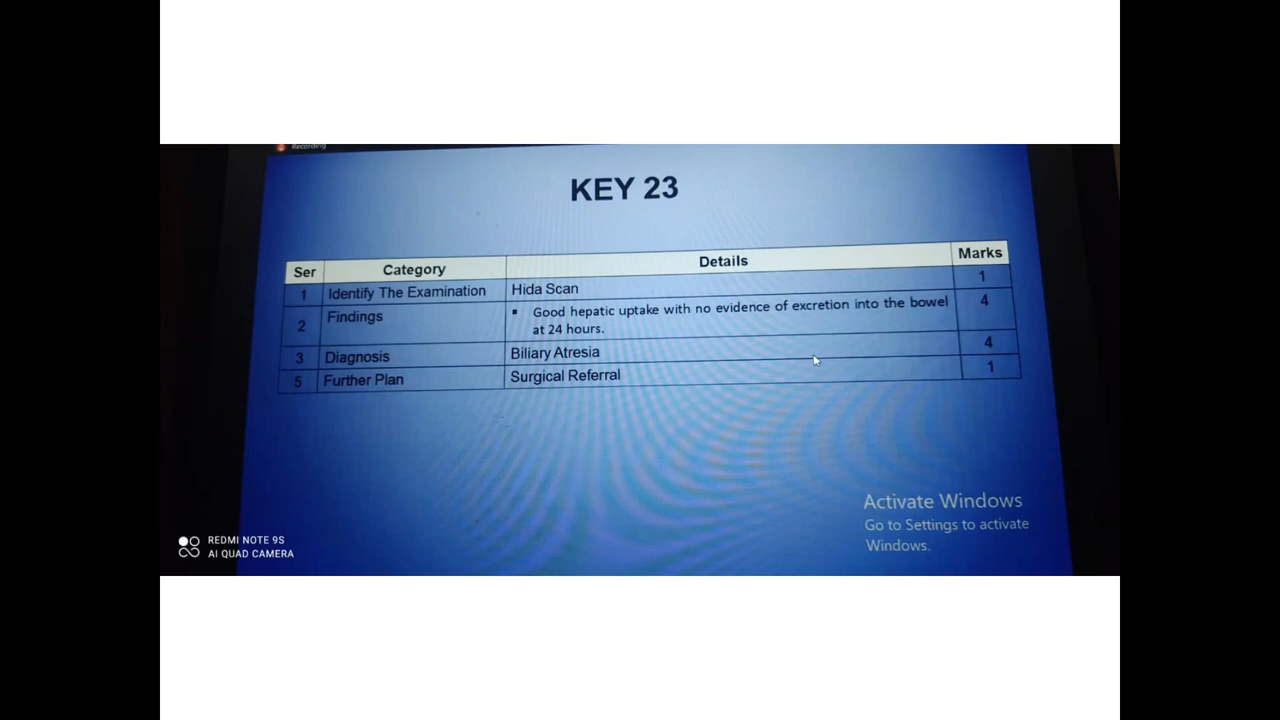 Recording
KEY 23
Ser Category Details Marks
1 Identify The Examination Hida Scan 1
2 Findings ▪ Good hepatic uptake with no evidence of excretion into the bowel 4
at 24 hours.
3 Diagnosis Biliary Atresia 4
5 Further Plan Surgical Referral 1
Activate Windows
Go to Settings to activate
Windows.
REDMI NOTE 9S
AI QUAD CAMERA